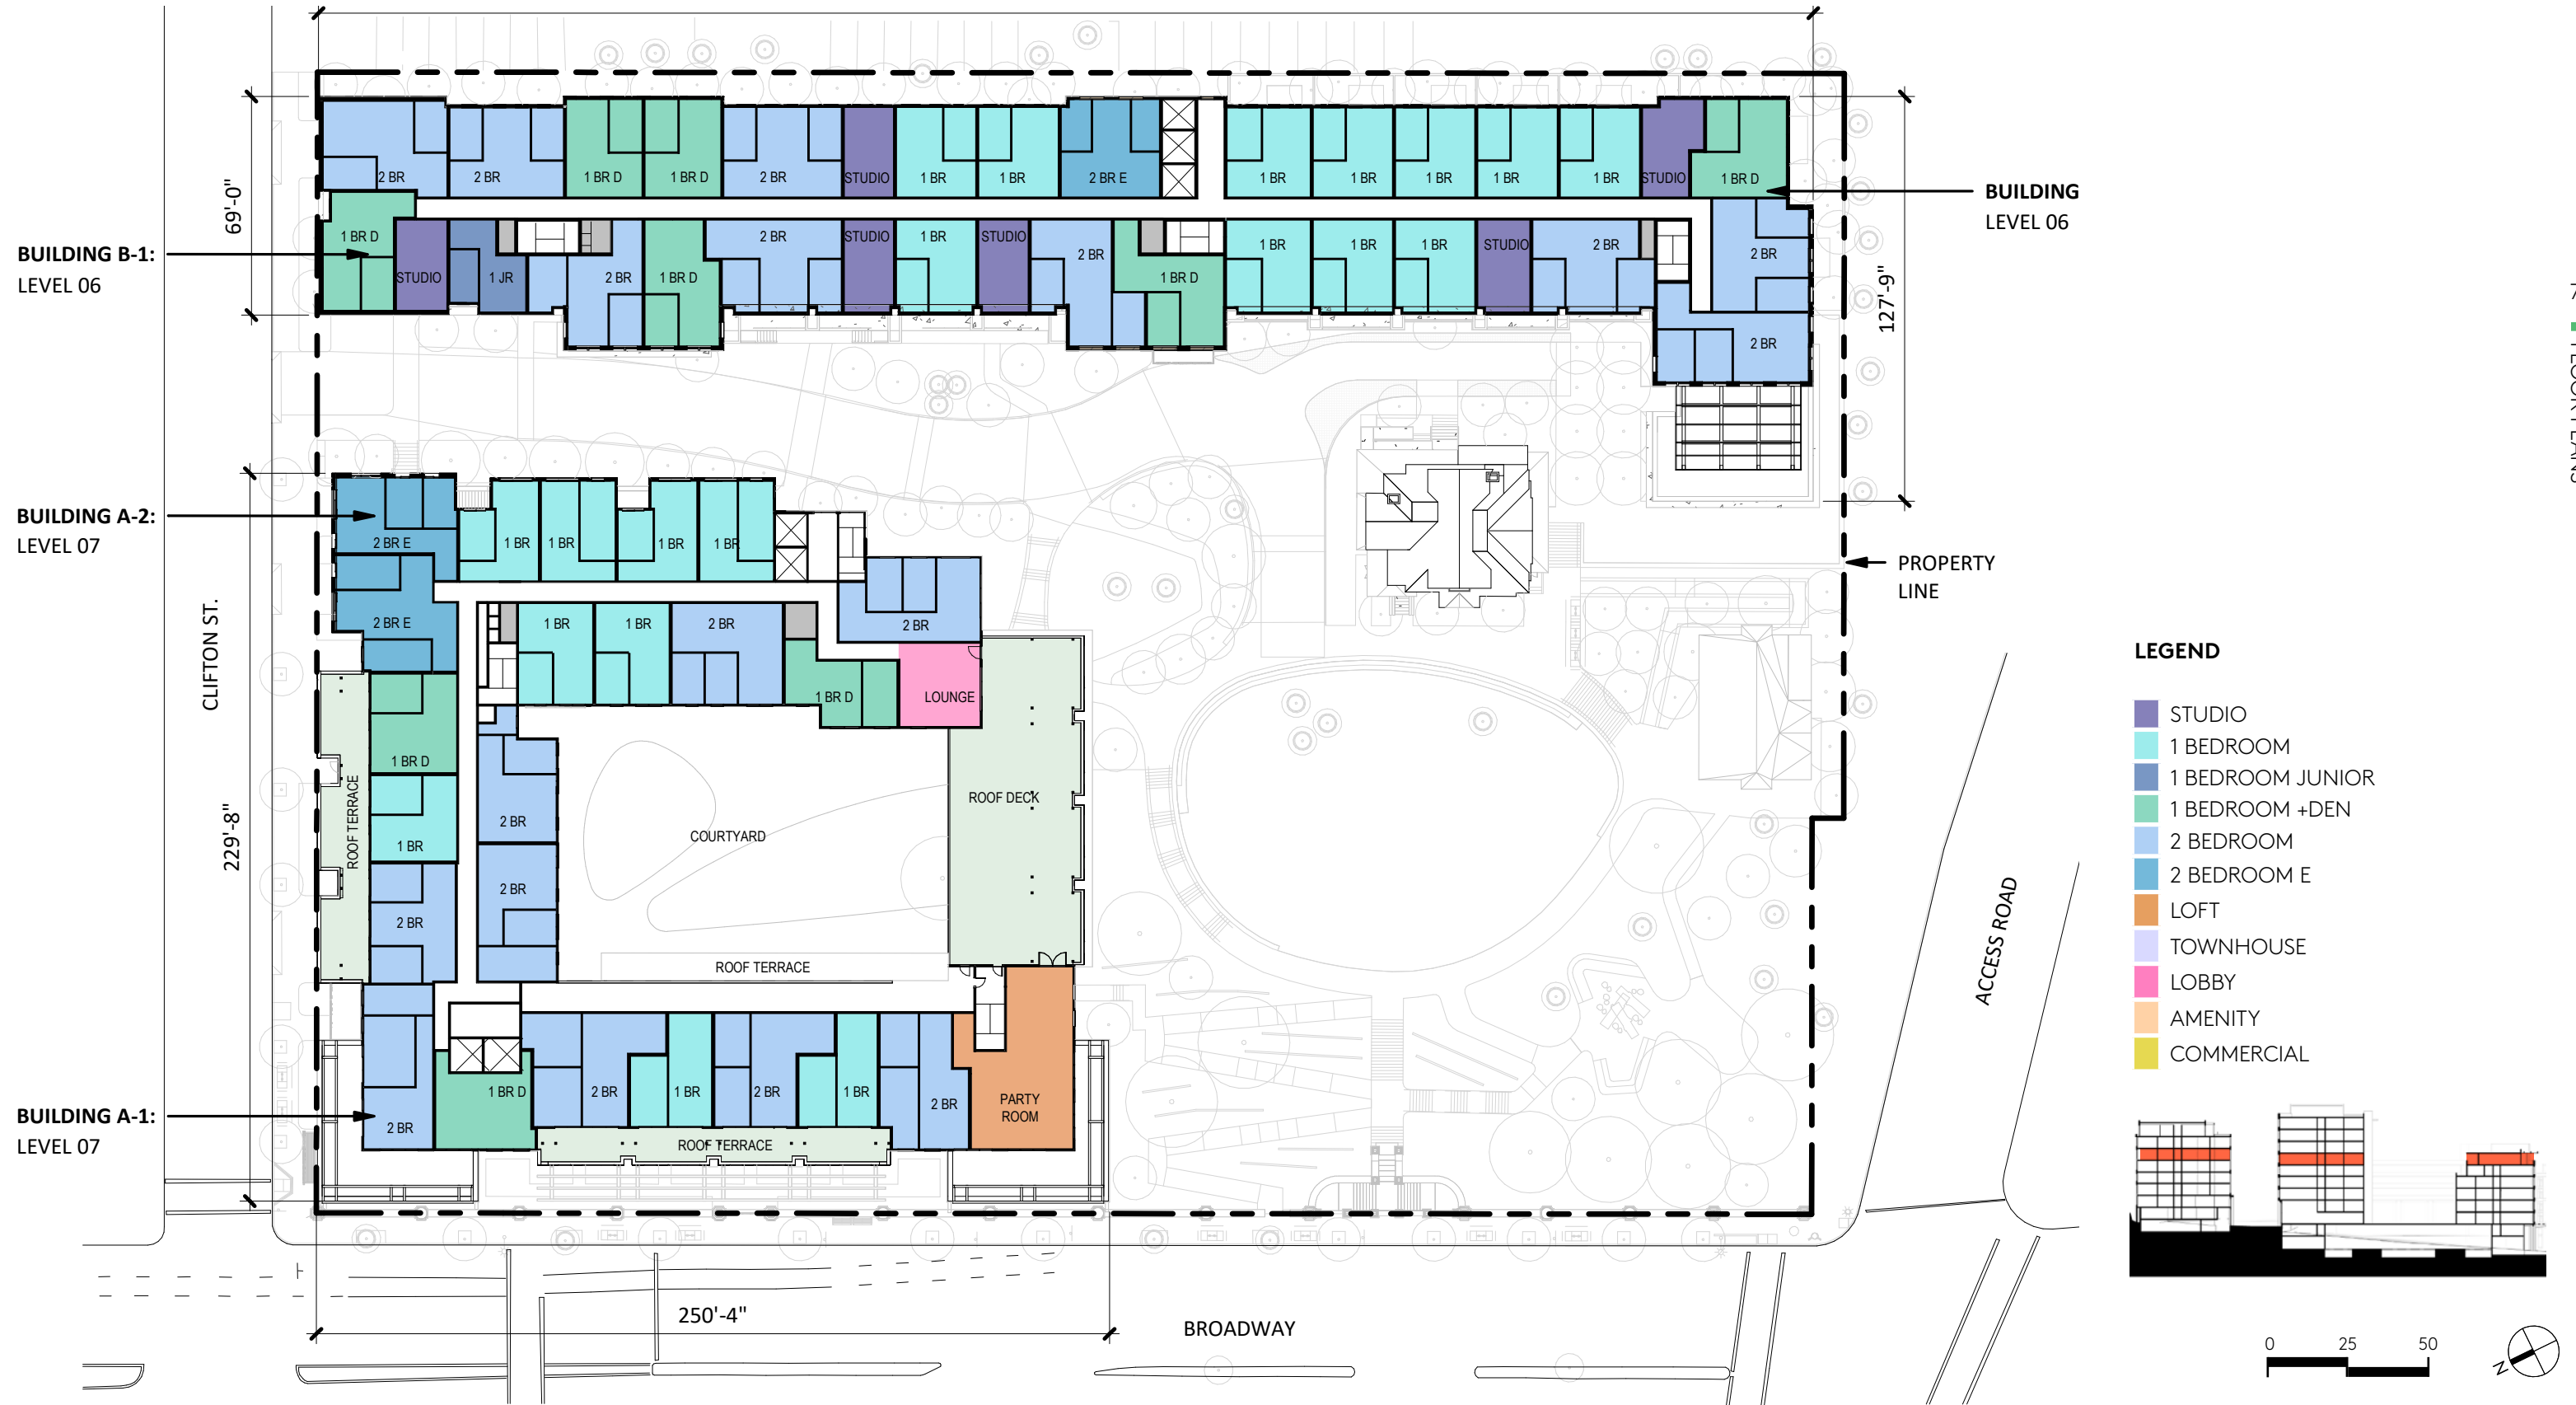 2 BR
2 BR
1 BR D
1 BR D
2 BR
STUDIO
1 BR
1 BR
2 BR E
1 BR
1 BR
1 BR
1 BR
1 BR
STUDIO
1 BR D
69'-0"
BUILDING
LEVEL 06
BUILDING B-1:
LEVEL 06
1 BR D
STUDIO
1 JR
2 BR
1 BR D
2 BR
STUDIO
1 BR
STUDIO
2 BR
1 BR D
1 BR
1 BR
1 BR
STUDIO
2 BR
2 BR
2 BR
127'-9"
BUILDING A-2:
LEVEL 07
2 BR E
1 BR
1 BR
1 BR
1 BR
PROPERTY
LINE
2 BR E
1 BR
1 BR
2 BR
2 BR
1 BR D
LOUNGE
CLIFTON ST.
229'-8"
ROOF TERRACE
1 BR D
1 BR
2 BR
2 BR
2 BR
COURTYARD
ROOF DECK
ROOF TERRACE
ACCESS ROAD
BUILDING A-1:
LEVEL 07
2 BR
1 BR D
2 BR
1 BR
2 BR
1 BR
2 BR
PARTY
ROOM
ROOF TERRACE
250'-4"
BROADWAY
LEGEND
STUDIO
1 BEDROOM
1 BEDROOM JUNIOR
1 BEDROOM +DEN
2 BEDROOM
2 BEDROOM E
LOFT
TOWNHOUSE
LOBBY
AMENITY
COMMERCIAL
0 25 50
N